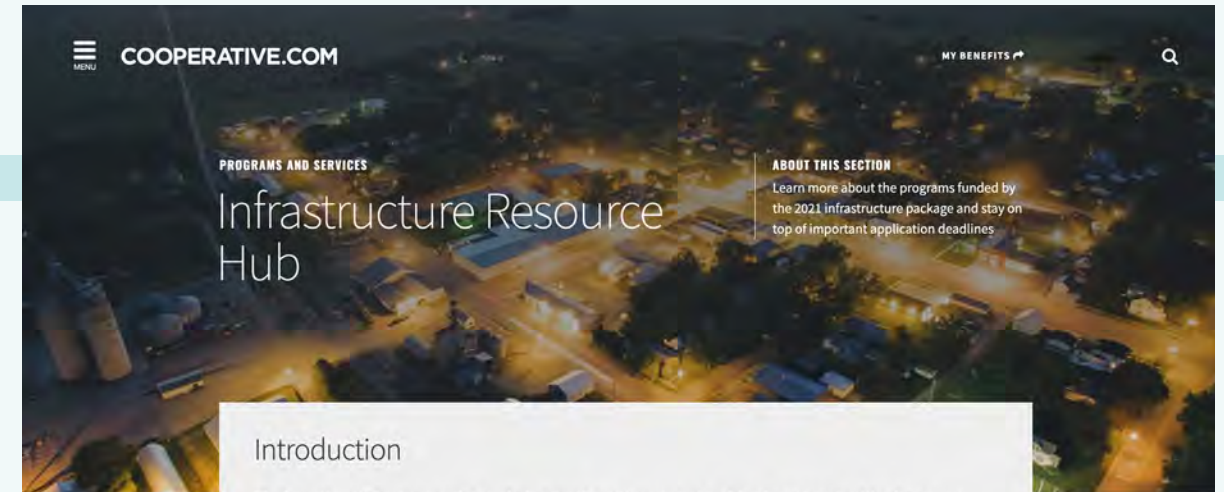 MENU
COOPERATIVE.COM
MY BENEFITS
PROGRAMS AND SERVICES
Infrastructure Resource
Hub
ABOUT THIS SECTION
Learn more about the programs funded by
the 2021 infrastructure package and stay on
top of important application deadlines
Introduction